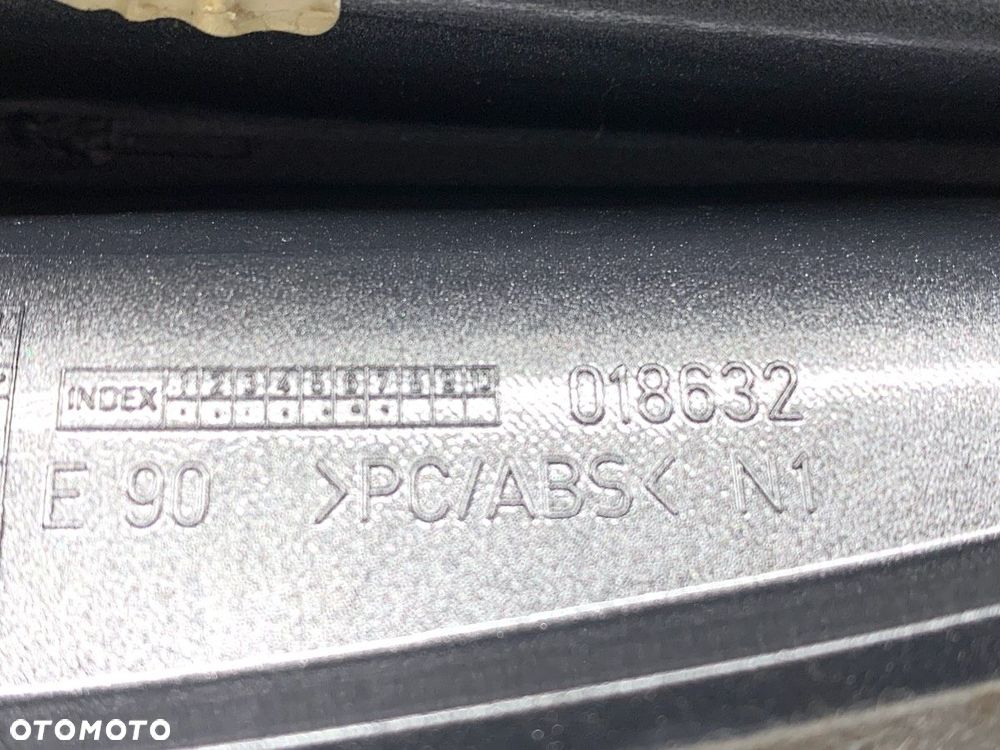 INDEX 1 2 3 4 5 6 7 8 9 10 018632
E 90 >PC/ABS< N1
OTOMOTO